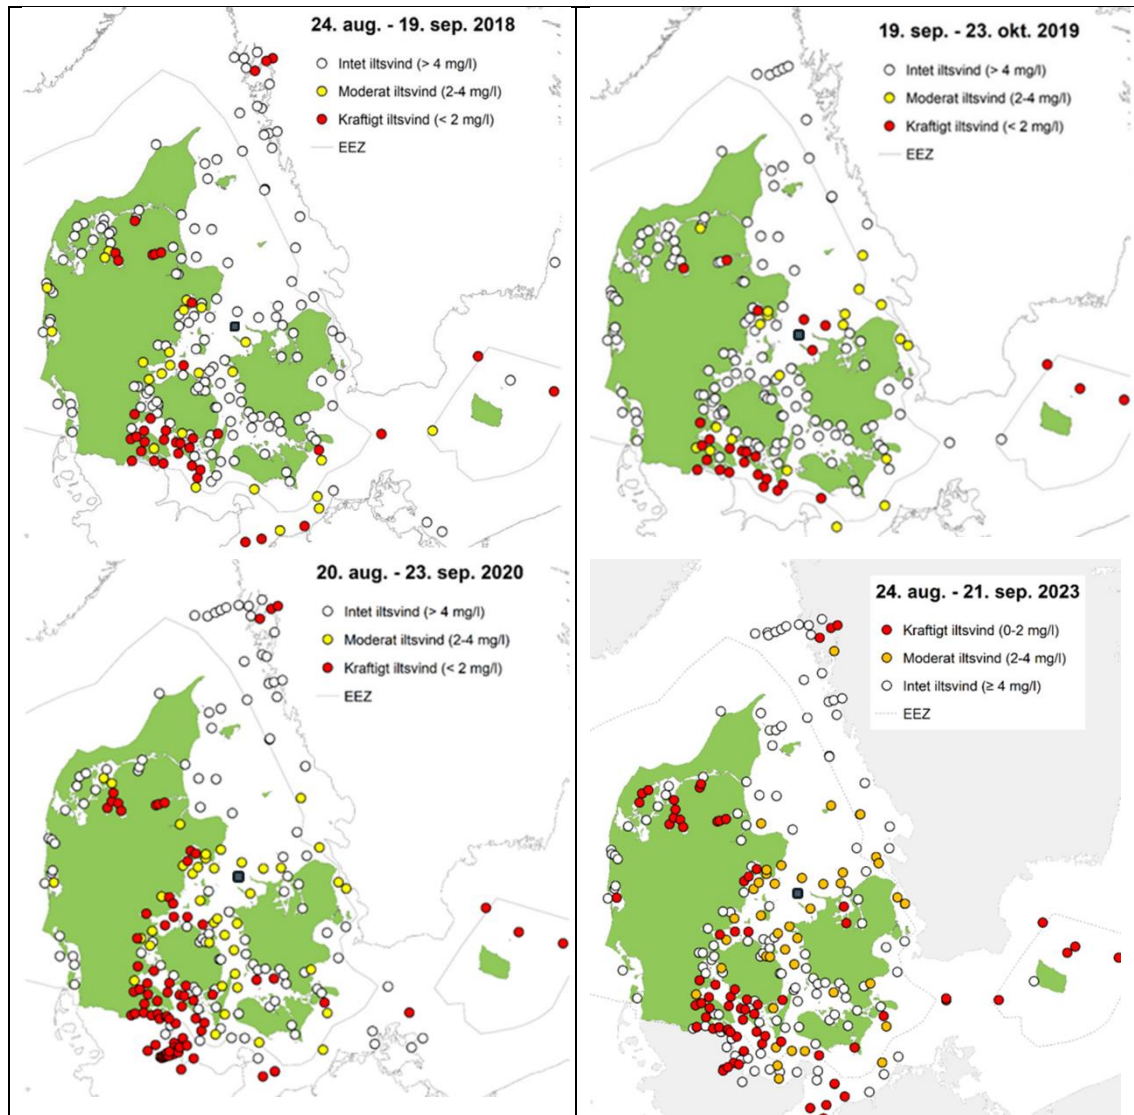 24. aug. - 19. sep. 2018
Intet iltsvind (> 4 mg/l)
Moderat iltsvind (2-4 mg/l)
Kraftigt iltsvind (< 2 mg/l)
EEZ
19. sep. - 23. okt. 2019
Intet iltsvind (> 4 mg/l)
Moderat iltsvind (2-4 mg/l)
Kraftigt iltsvind (< 2 mg/l)
EEZ
20. aug. - 23. sep. 2020
Intet iltsvind (> 4 mg/l)
Moderat iltsvind (2-4 mg/l)
Kraftigt iltsvind (< 2 mg/l)
EEZ
24. aug. - 21. sep. 2023
Kraftigt iltsvind (0-2 mg/l)
Moderat iltsvind (2-4 mg/l)
Intet iltsvind (≥ 4 mg/l)
EEZ